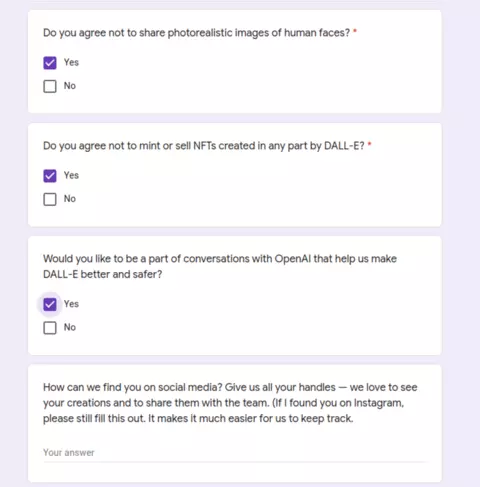 Do you agree not to share photorealistic images of human faces? *
Yes
No
Do you agree not to mint or sell NFTs created in any part by DALL-E? *
Yes
No
Would you like to be a part of conversations with OpenAI that help us make
DALL-E better and safer?
Yes
No
How can we find you on social media? Give us all your handles — we love to see
your creations and to share them with the team. (If I found you on Instagram,
please still fill this out. It makes it much easier for us to keep track.
Your answer